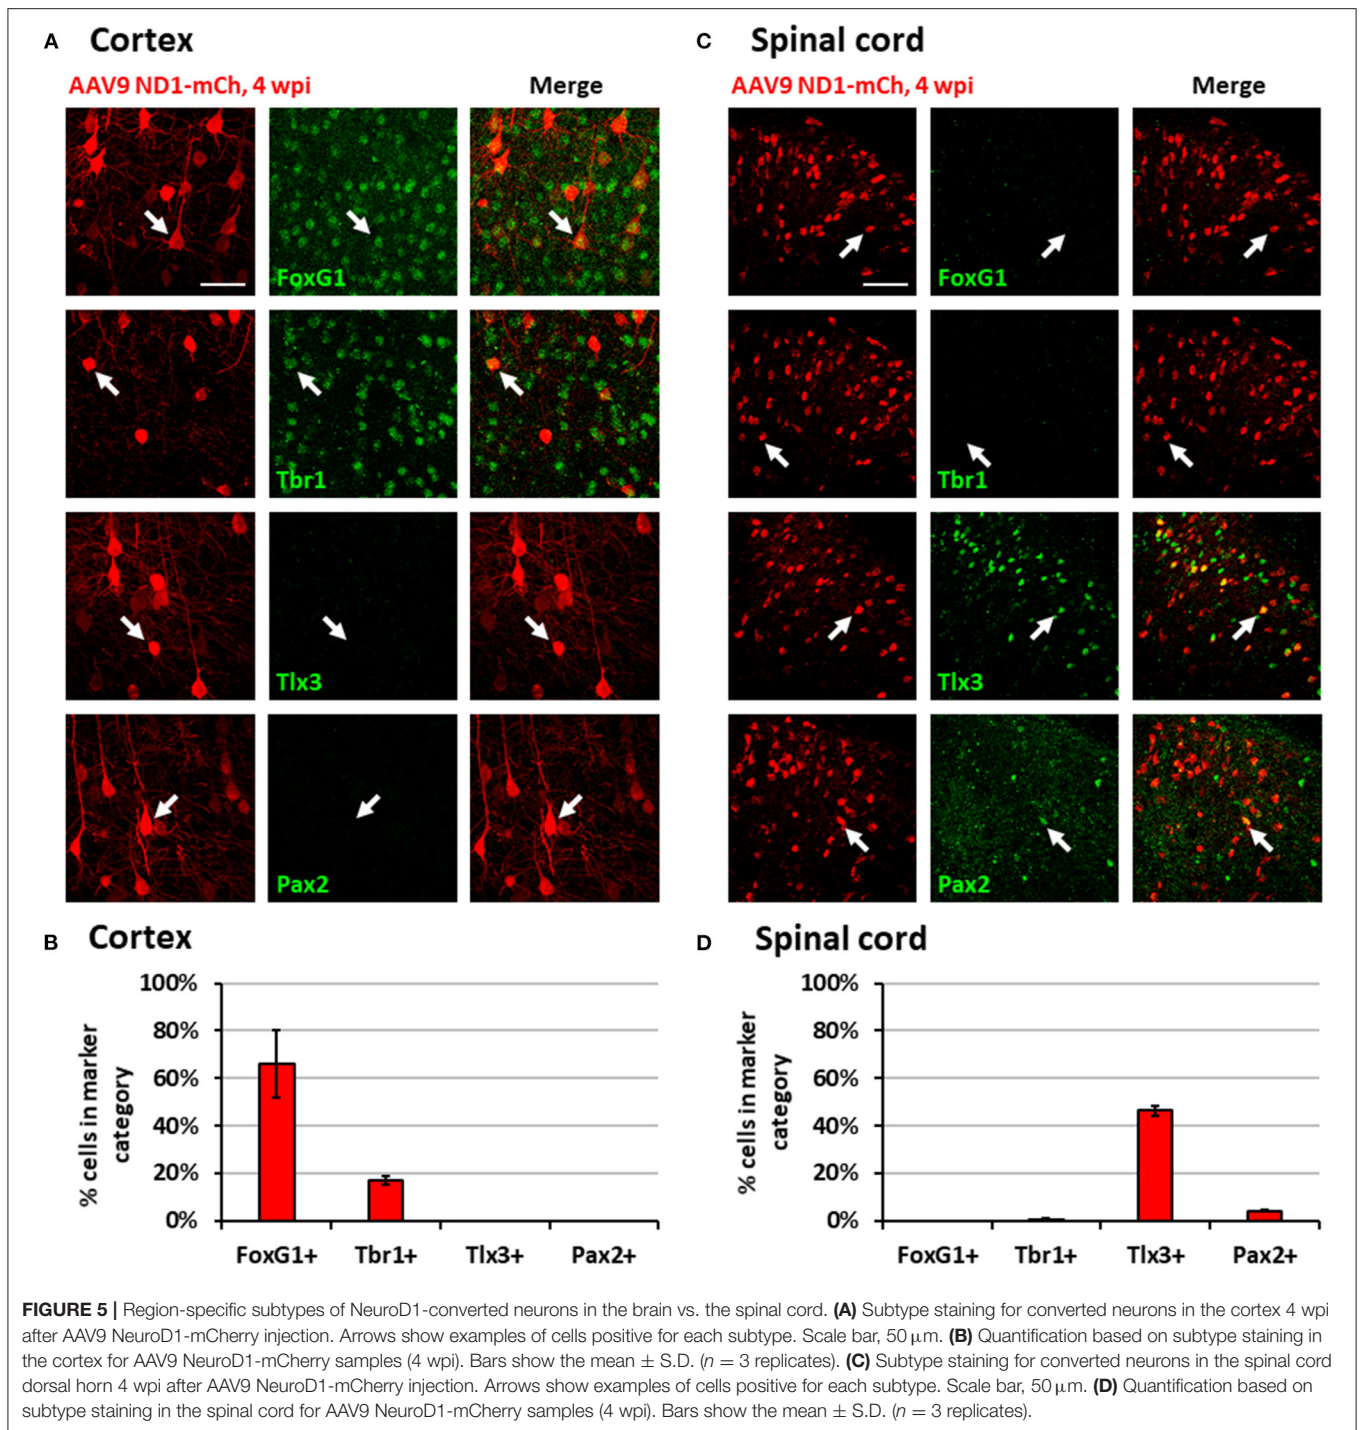 A Cortex
AAV9 ND1-mCh, 4 wpi
Merge
FoxG1
Tbr1
Tlx3
Pax2
C Spinal cord
AAV9 ND1-mCh, 4 wpi
Merge
FoxG1
Tbr1
Tlx3
Pax2
B Cortex
% cells in marker
category
100%
80%
60%
40%
20%
0%
FoxG1+ Tbr1+ Tlx3+ Pax2+
D Spinal cord
% cells in marker
category
100%
80%
60%
40%
20%
0%
FoxG1+ Tbr1+ Tlx3+ Pax2+
FIGURE 5 | Region-specific subtypes of NeuroD1-converted neurons in the brain vs. the spinal cord. (A) Subtype staining for converted neurons in the cortex 4 wpi
after AAV9 NeuroD1-mCherry injection. Arrows show examples of cells positive for each subtype. Scale bar, 50 μm. (B) Quantification based on subtype staining in
the cortex for AAV9 NeuroD1-mCherry samples (4 wpi). Bars show the mean ± S.D. (n = 3 replicates). (C) Subtype staining for converted neurons in the spinal cord
dorsal horn 4 wpi after AAV9 NeuroD1-mCherry injection. Arrows show examples of cells positive for each subtype. Scale bar, 50 μm. (D) Quantification based on
subtype staining in the spinal cord for AAV9 NeuroD1-mCherry samples (4 wpi). Bars show the mean ± S.D. (n = 3 replicates).